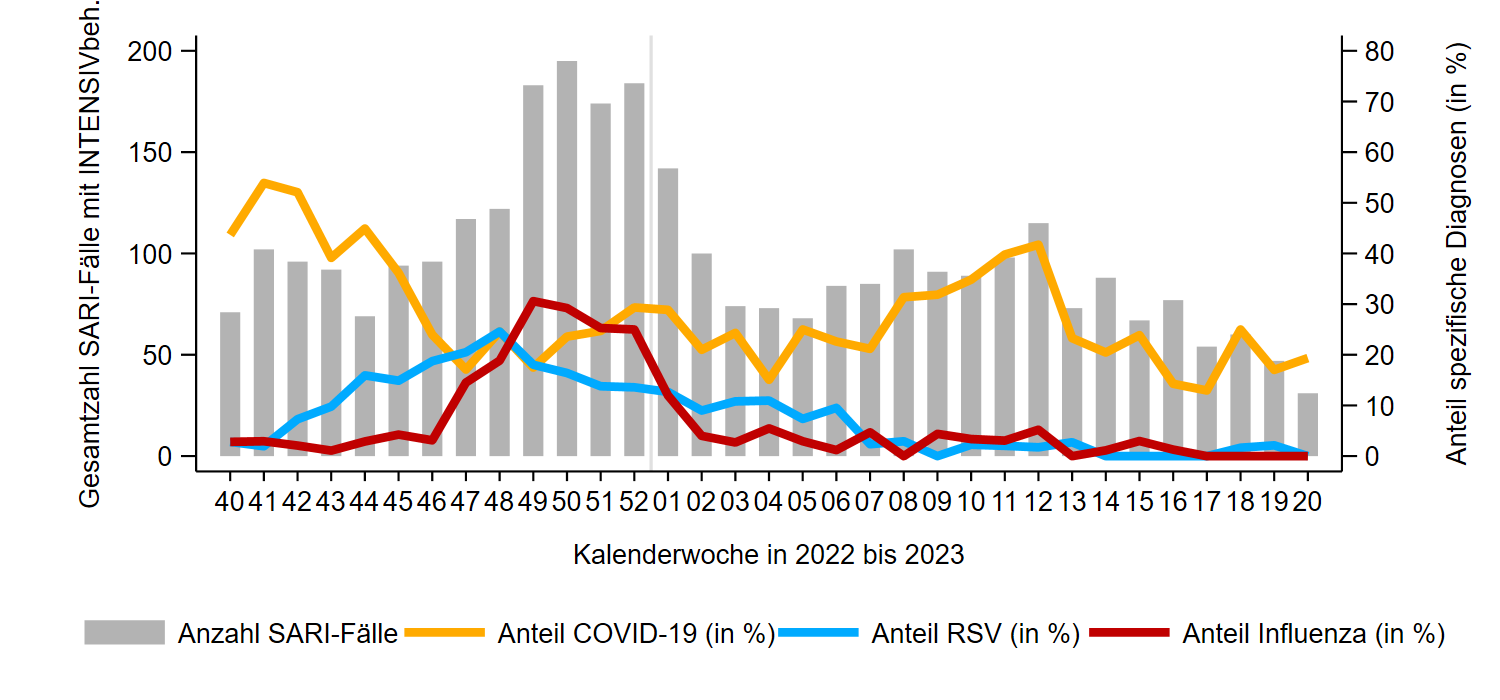 Gesamtzahl SARI-Fälle mit INTENSIVbeh.
200
150
100
50
0
80
70
60
50
40
30
20
10
0
Anteil spezifische Diagnosen (in %)
40 41 42 43 44 45 46 47 48 49 50 51 52 01 02 03 04 05 06 07 08 09 10 11 12 13 14 15 16 17 18 19 20
Kalenderwoche in 2022 bis 2023
Anzahl SARI-Fälle Anteil COVID-19 (in %) Anteil RSV (in %) Anteil Influenza (in %)